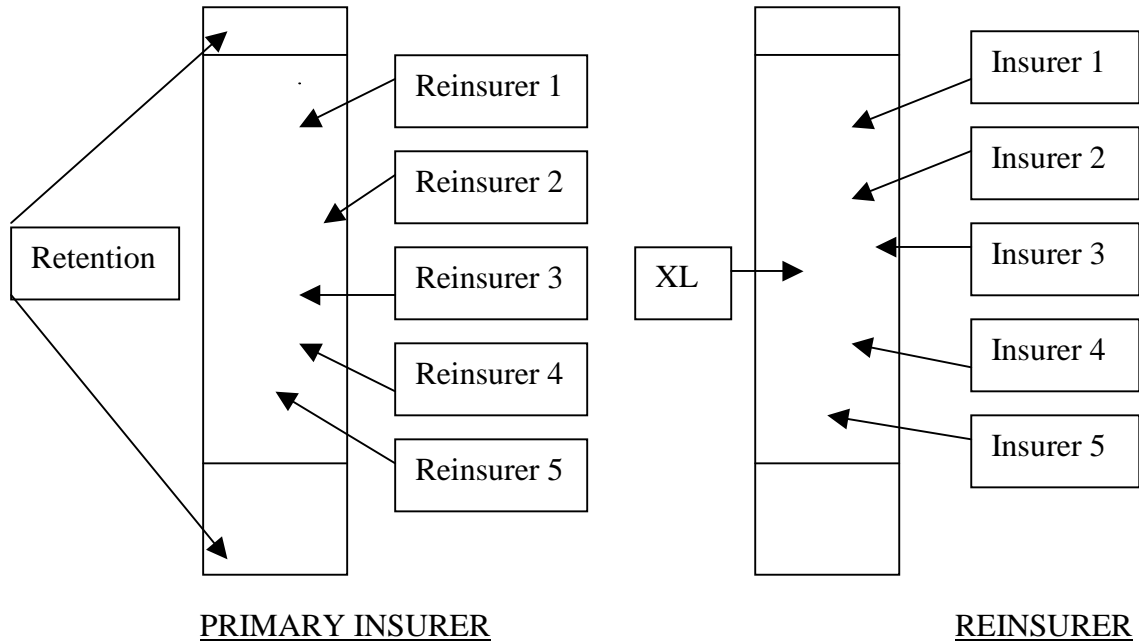 Reinsurer 1
Reinsurer 2
Retention
Reinsurer 3
Reinsurer 4
Reinsurer 5
PRIMARY INSURER
Insurer 1
Insurer 2
XL
Insurer 3
Insurer 4
Insurer 5
REINSURER